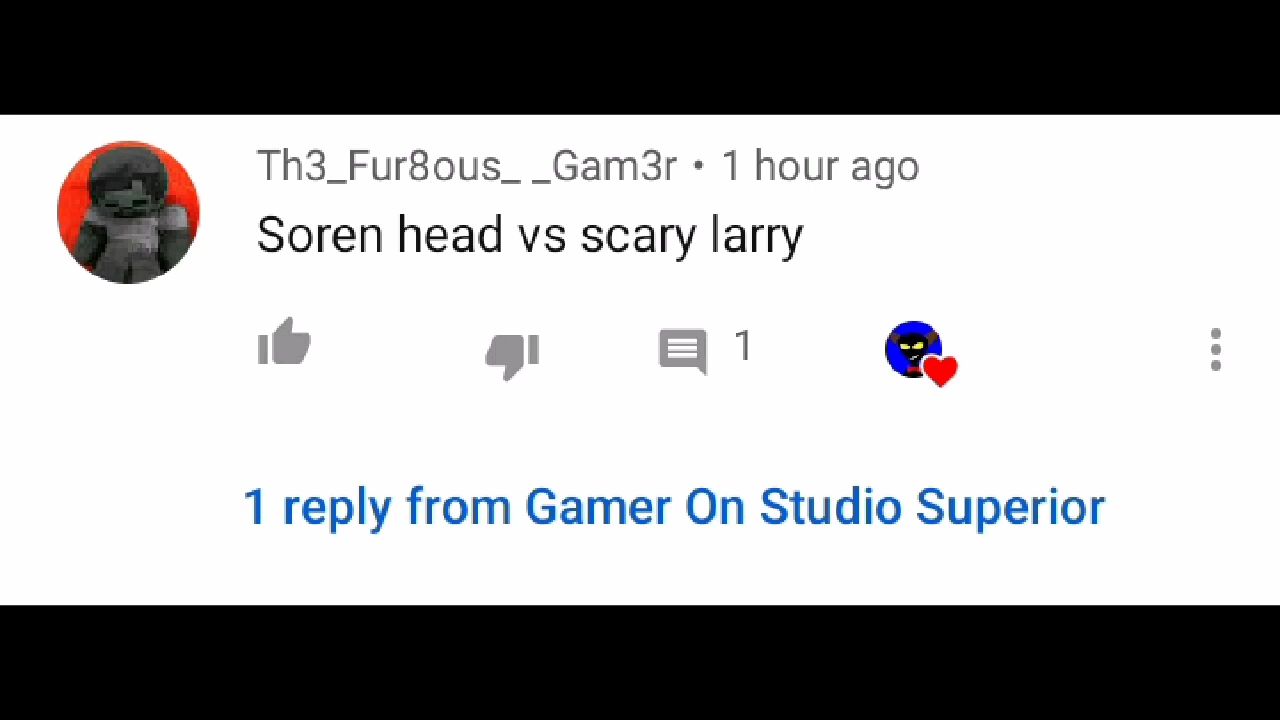 Th3_Fur8ous_ _Gam3r • 1 hour ago
Soren head vs scary larry
1
1 reply from Gamer On Studio Superior